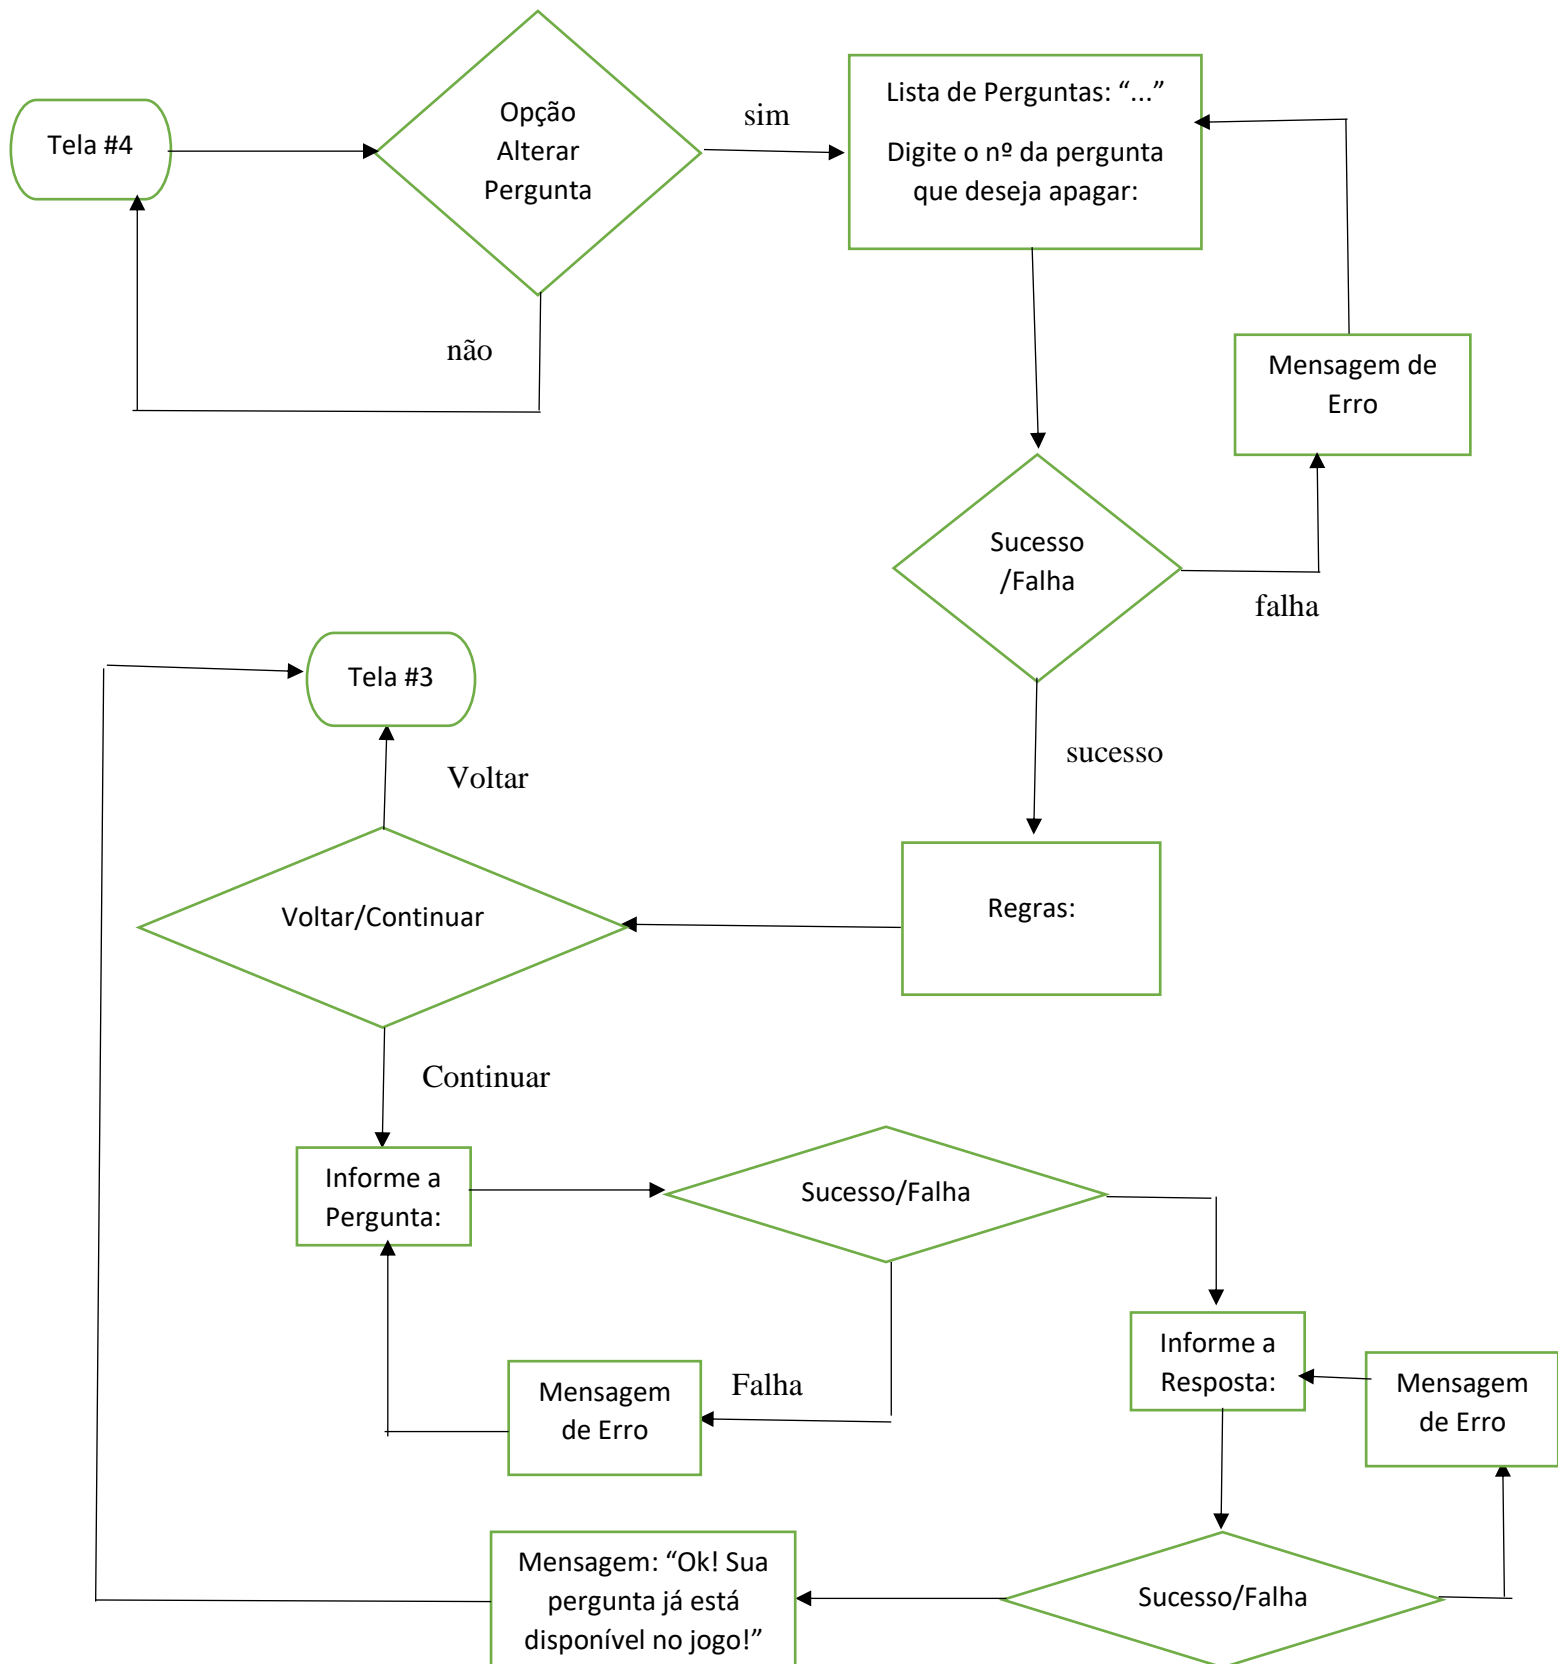 Tela #4
Opção
Alterar
Pergunta
sim
Lista de Perguntas: “...”
Digite o nº da pergunta
que deseja apagar:
não
Mensagem de
Erro
Sucesso
/Falha
falha
Tela #3
sucesso
Voltar
Voltar/Continuar
Regras:
Continuar
Informe a
Pergunta:
Sucesso/Falha
Informe a
Resposta:
Mensagem
de Erro
Falha
Mensagem
de Erro
Mensagem: “Ok! Sua
pergunta já está
disponível no jogo!”
Sucesso/Falha